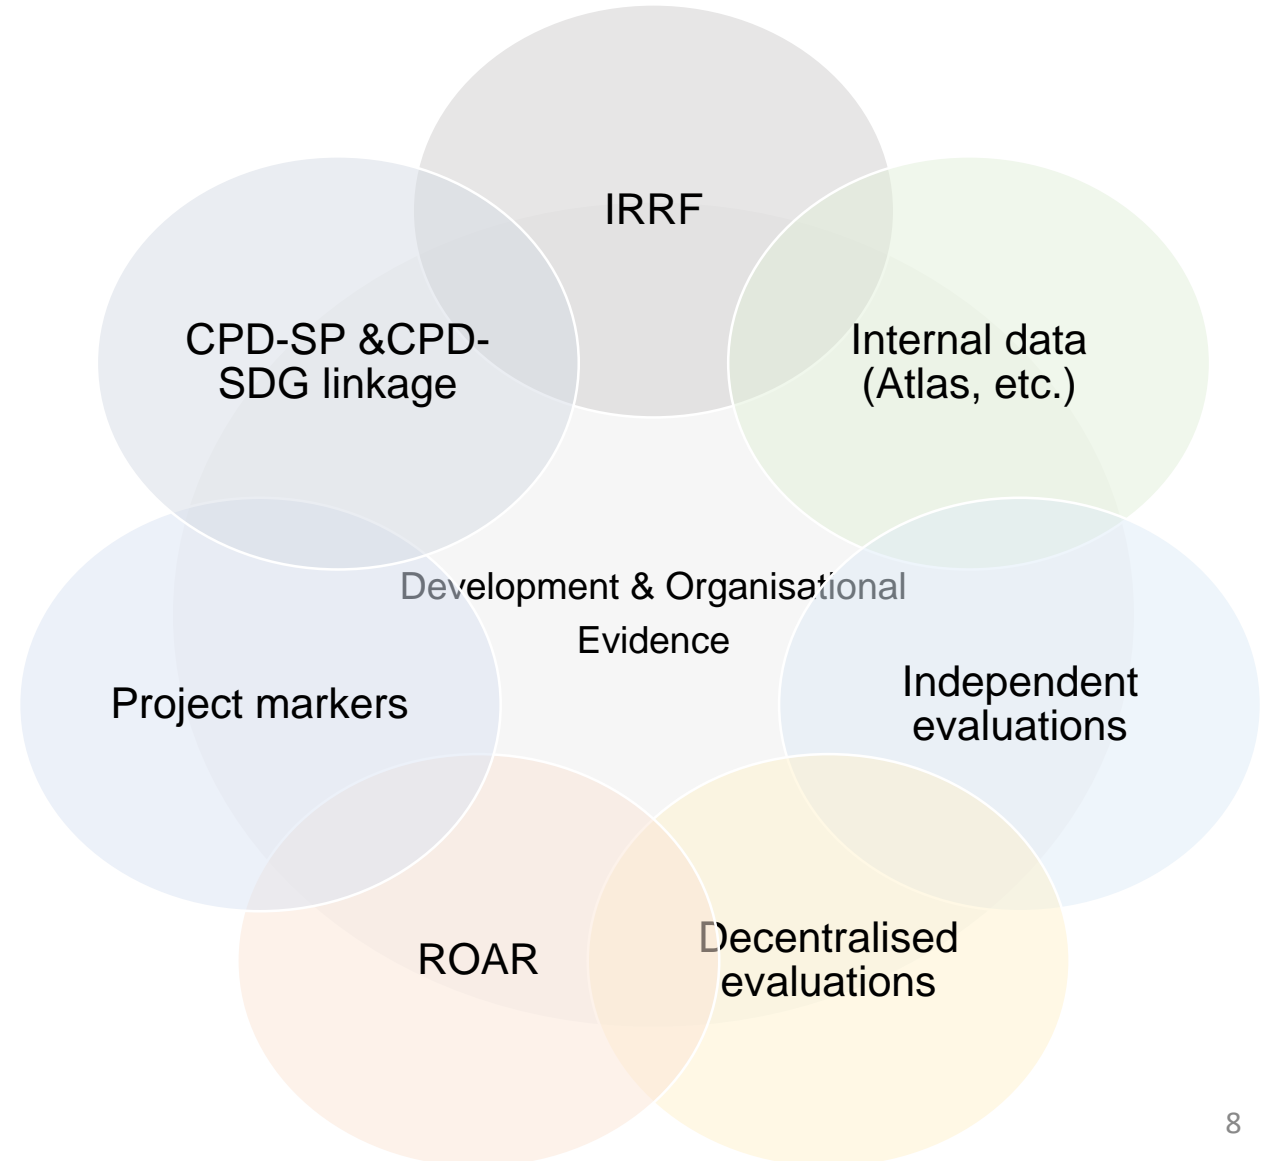 IRRF
CPD-SP &CPD-
SDG linkage
Internal data
(Atlas, etc.)
Development & Organisational
Evidence
Project markers
Independent
evaluations
ROAR
Decentralised
evaluations
8